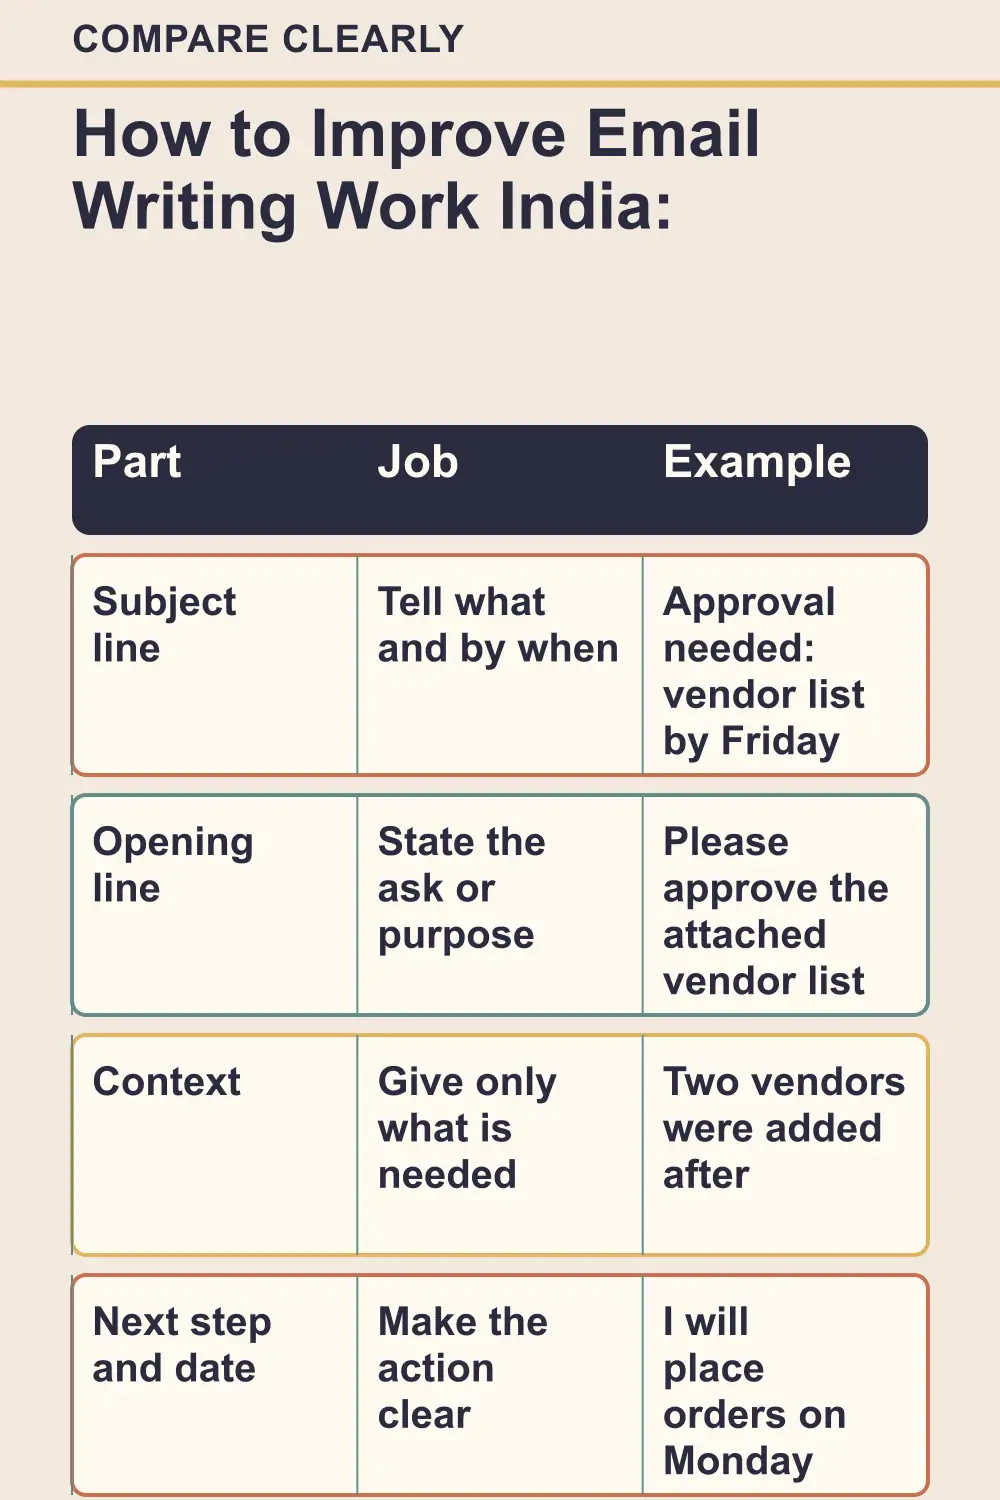 COMPARE CLEARLY
How to Improve Email
Writing Work India:
Part
Job
Example
Subject
line
Tell what
and by when
Approval
needed:
vendor list
by Friday
Opening
line
State the
ask or
purpose
Please
approve the
attached
vendor list
Context
Give only
what is
needed
Two vendors
were added
after
Next step
and date
Make the
action
clear
I will
place
orders on
Monday